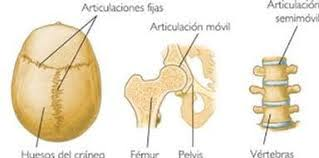 Articulaciones fijas
Articulación móvil
Articulación
semimóvil
Huesos del cráneo
Fémur
Pelvis
Vértebras